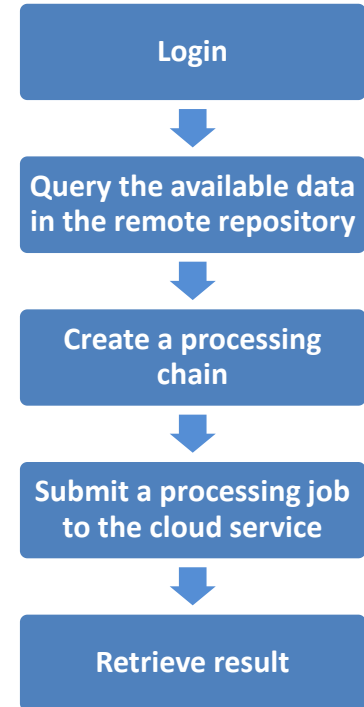 Login
Query the available data
in the remote repository
Create a processing
chain
Submit a processing job
to the cloud service
Retrieve result